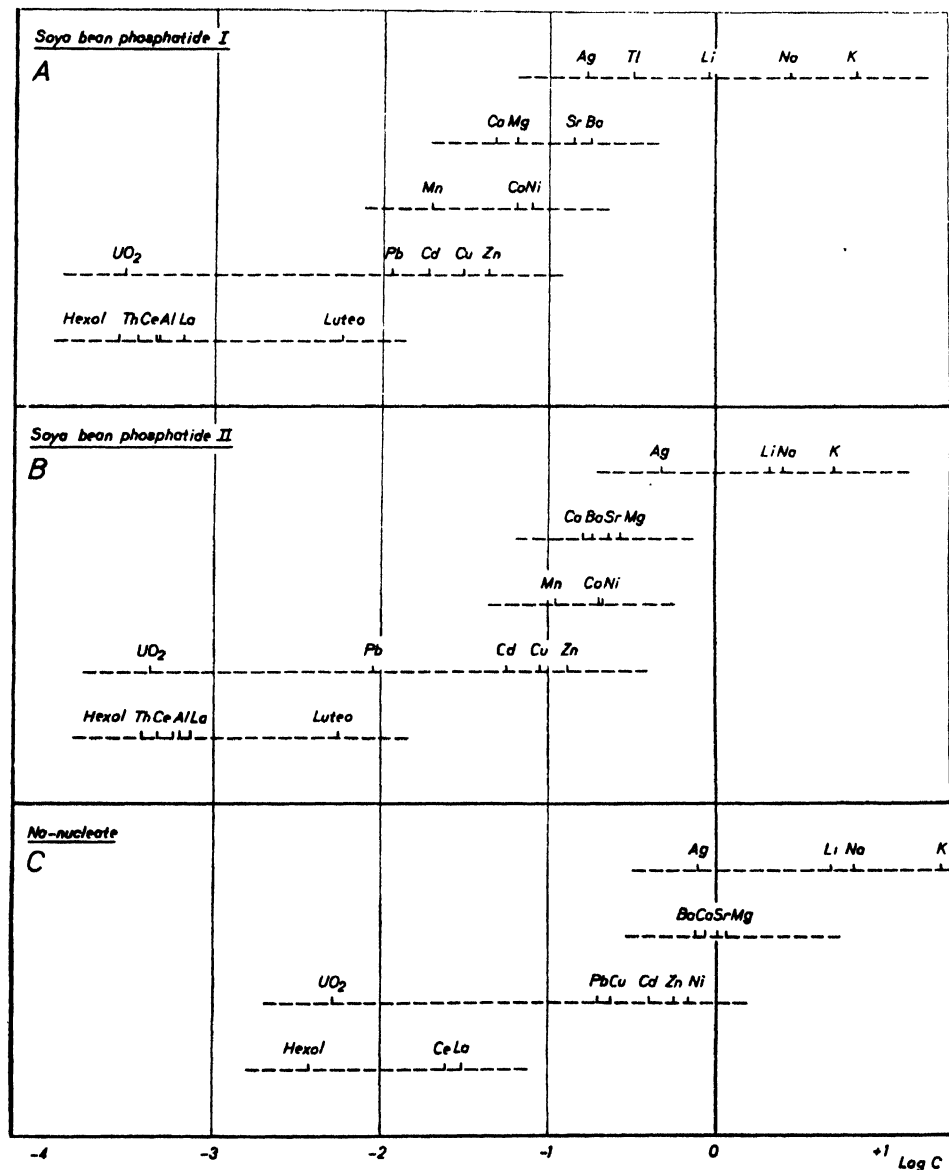 Soya bean phosphatide I
A
Ag Tl Li Na K
Ca Mg Sr Ba
Mn Co Ni
UO2 Pb Cd Cu Zn
Hexol Th Ce Al La Luteo
Soya bean phosphatide II
B
Ag Li Na K
Ca Ba Sr Mg
Mn Co Ni
UO2 Pb Cd Cu Zn
Hexol Th Ce Al La Luteo
Na-nucleate
C
Ag Li Na K
Ba Ca Sr Mg
UO2 Pb Cu Cd Zn Ni
Hexol Ce La
-4 -3 -2 -1 0 +1
Log C